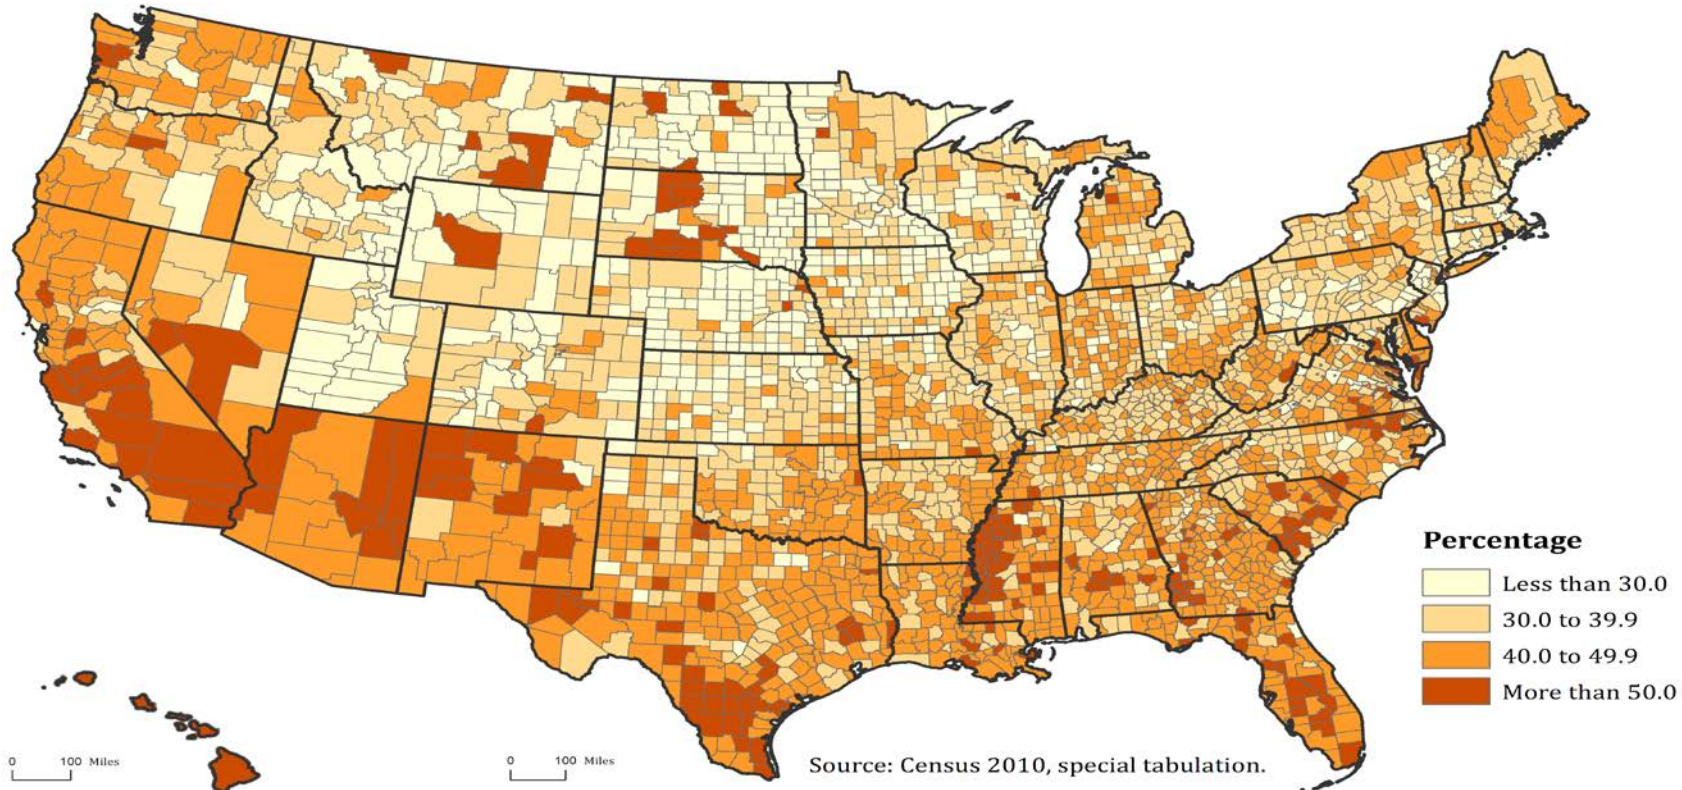 Percentage
Less than 30.0
30.0 to 39.9
40.0 to 49.9
More than 50.0
0 100 Miles
0 100 Miles
Source: Census 2010, special tabulation.